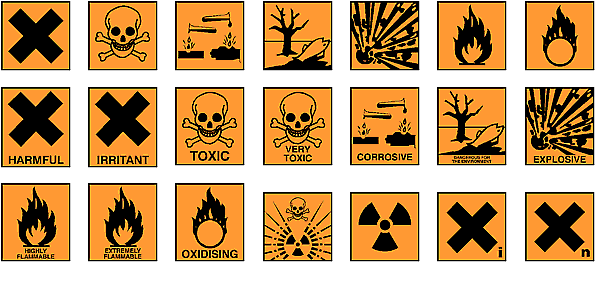 HARMFUL
IRRITANT
TOXIC
VERY
TOXIC
CORROSIVE
DANGEROUS FOR
THE ENVIRONMENT
EXPLOSIVE
HIGHLY
FLAMMABLE
EXTREMELY
FLAMMABLE
OXIDISING
i
n